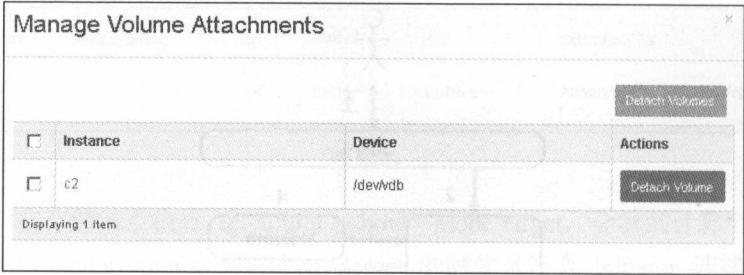 Manage Volume Attachments ×
Detach Volumes
Instance Device Actions
c2 /dev/vdb Detach Volume
Displaying 1 item